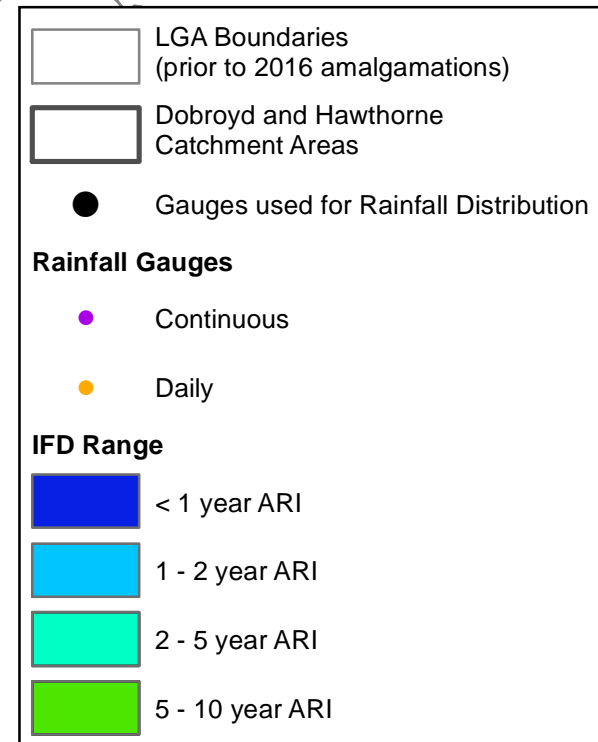 LGA Boundaries
(prior to 2016 amalgamations)
Dobroyd and Hawthorne
Catchment Areas
Gauges used for Rainfall Distribution
Rainfall Gauges
Continuous
Daily
IFD Range
< 1 year ARI
1 - 2 year ARI
2 - 5 year ARI
5 - 10 year ARI